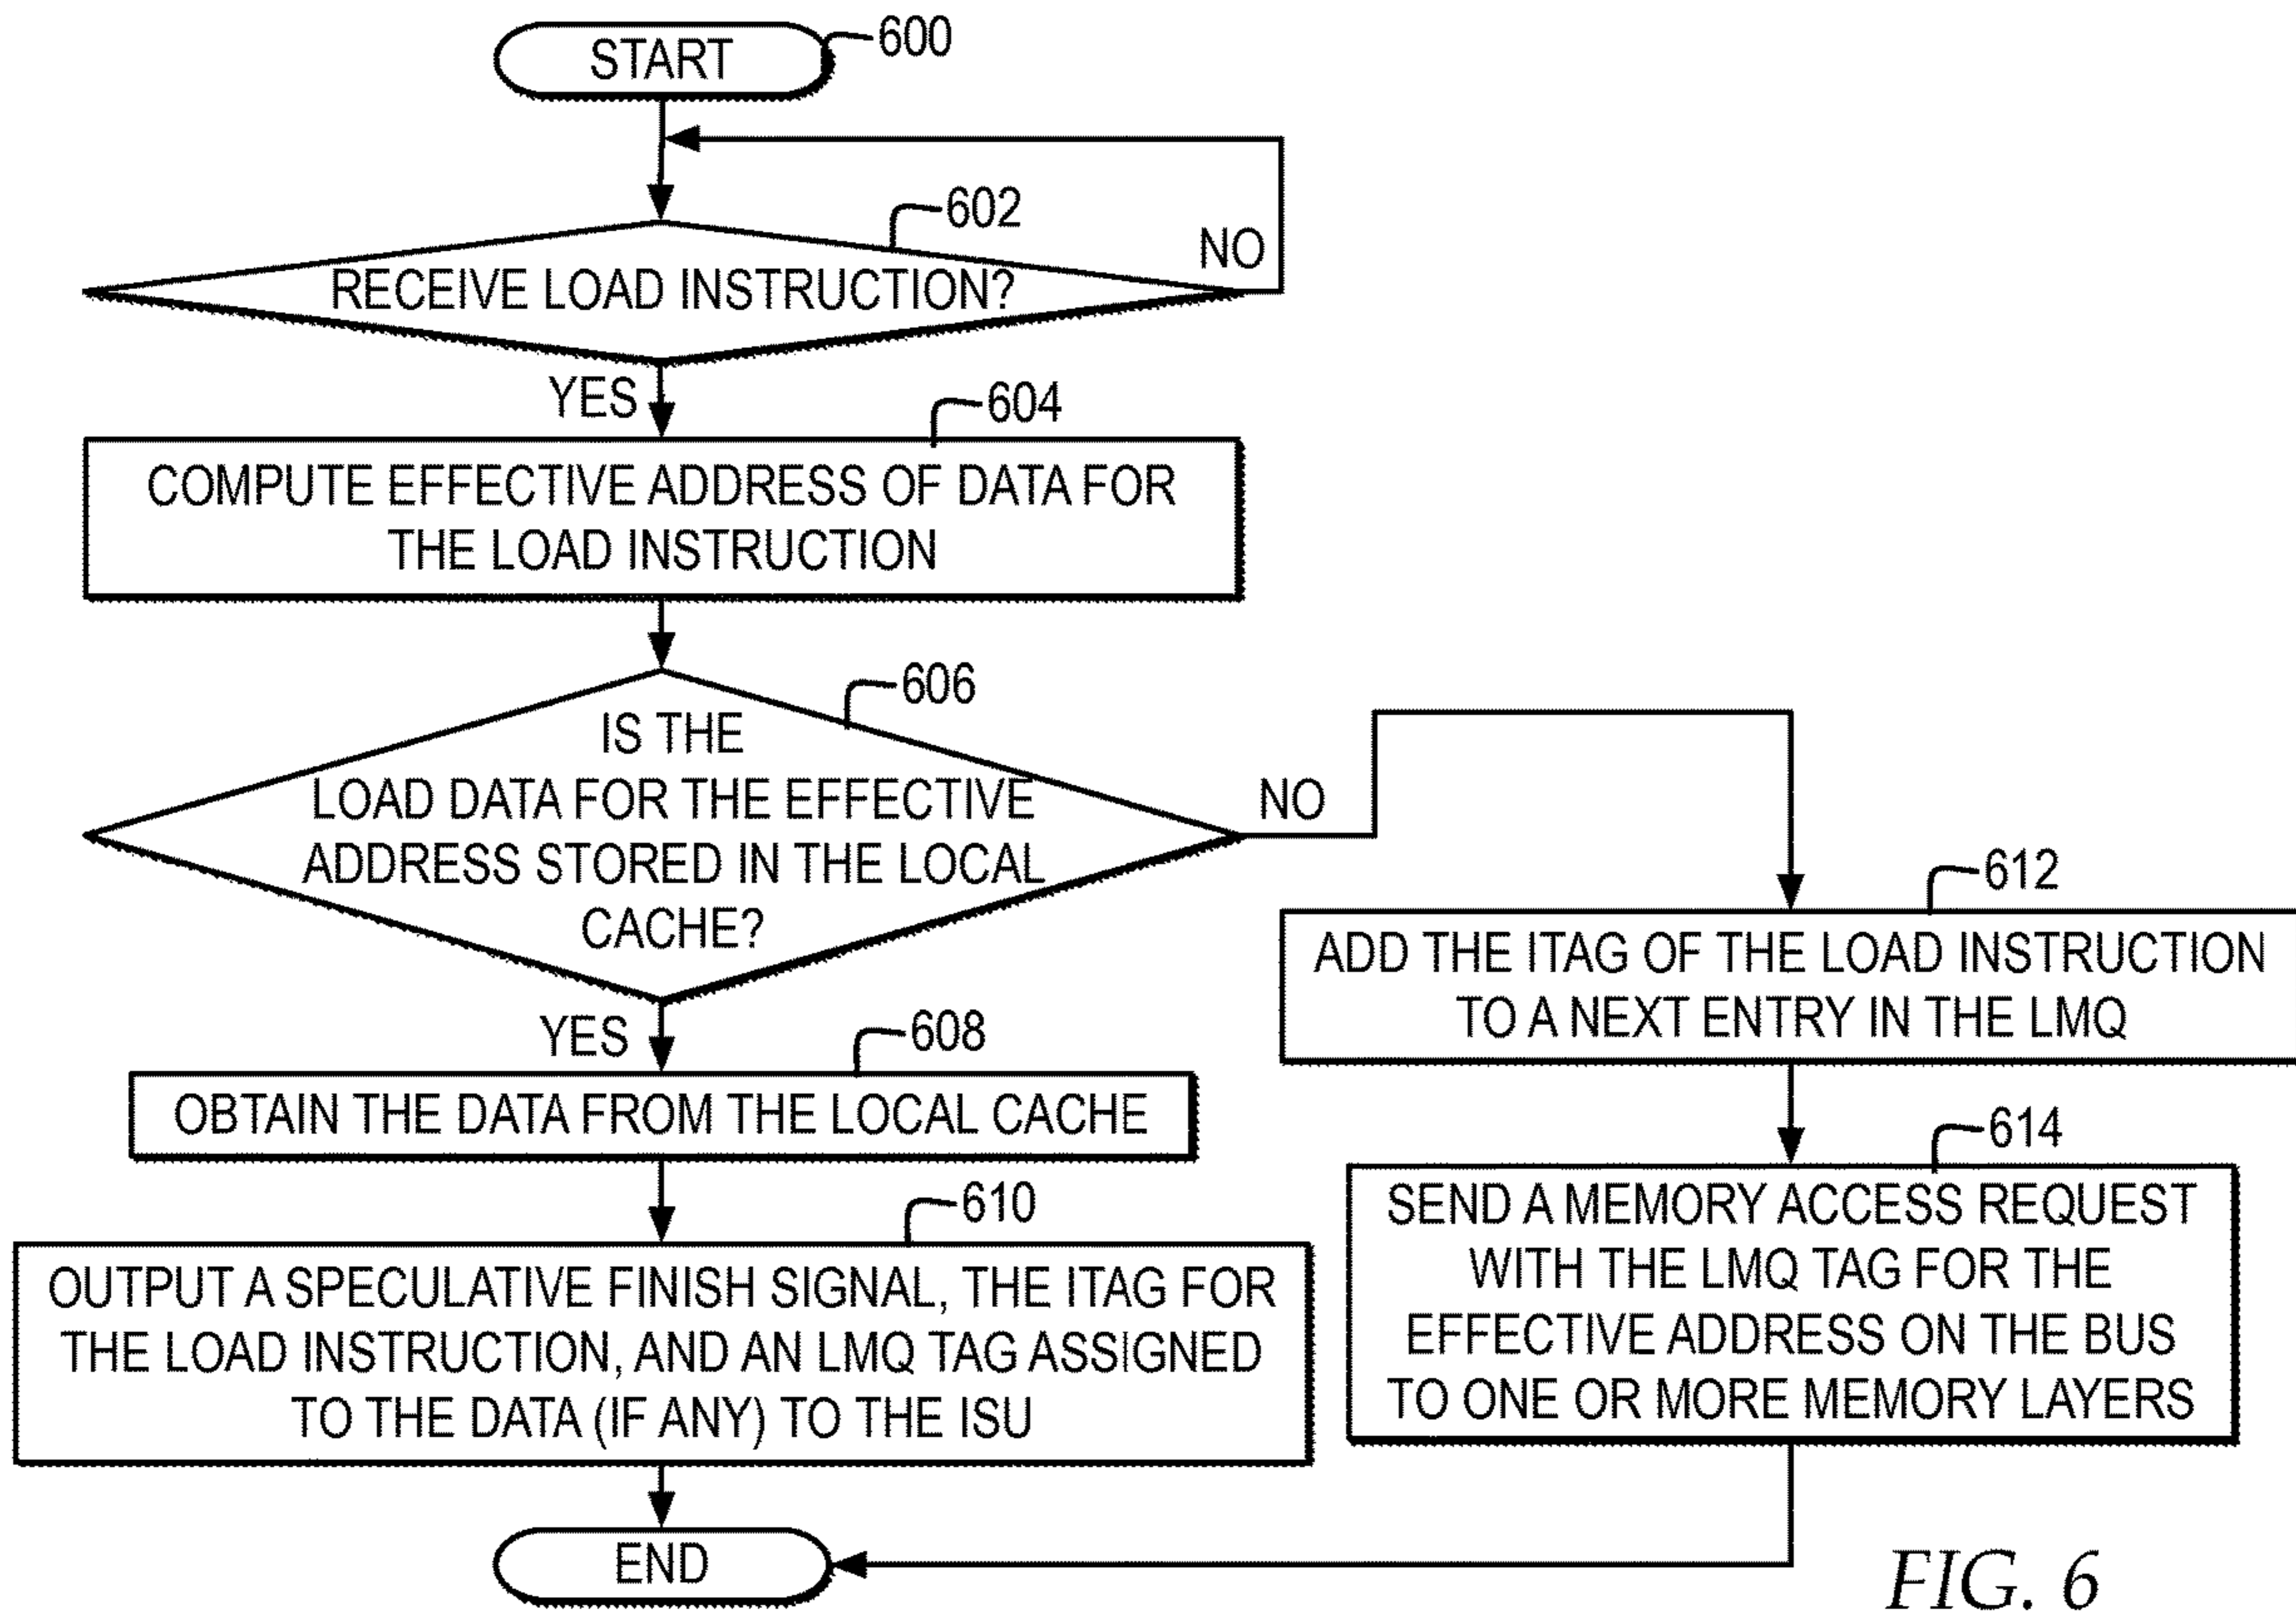 START
600
602
NO
RECEIVE LOAD INSTRUCTION?
YES
604
COMPUTE EFFECTIVE ADDRESS OF DATA FOR
THE LOAD INSTRUCTION
606
IS THE
LOAD DATA FOR THE EFFECTIVE
ADDRESS STORED IN THE LOCAL
CACHE?
NO
YES
608
OBTAIN THE DATA FROM THE LOCAL CACHE
610
OUTPUT A SPECULATIVE FINISH SIGNAL, THE ITAG FOR
THE LOAD INSTRUCTION, AND AN LMQ TAG ASSIGNED
TO THE DATA (IF ANY) TO THE ISU
612
ADD THE ITAG OF THE LOAD INSTRUCTION
TO A NEXT ENTRY IN THE LMQ
614
SEND A MEMORY ACCESS REQUEST
WITH THE LMQ TAG FOR THE
EFFECTIVE ADDRESS ON THE BUS
TO ONE OR MORE MEMORY LAYERS
END
FIG. 6